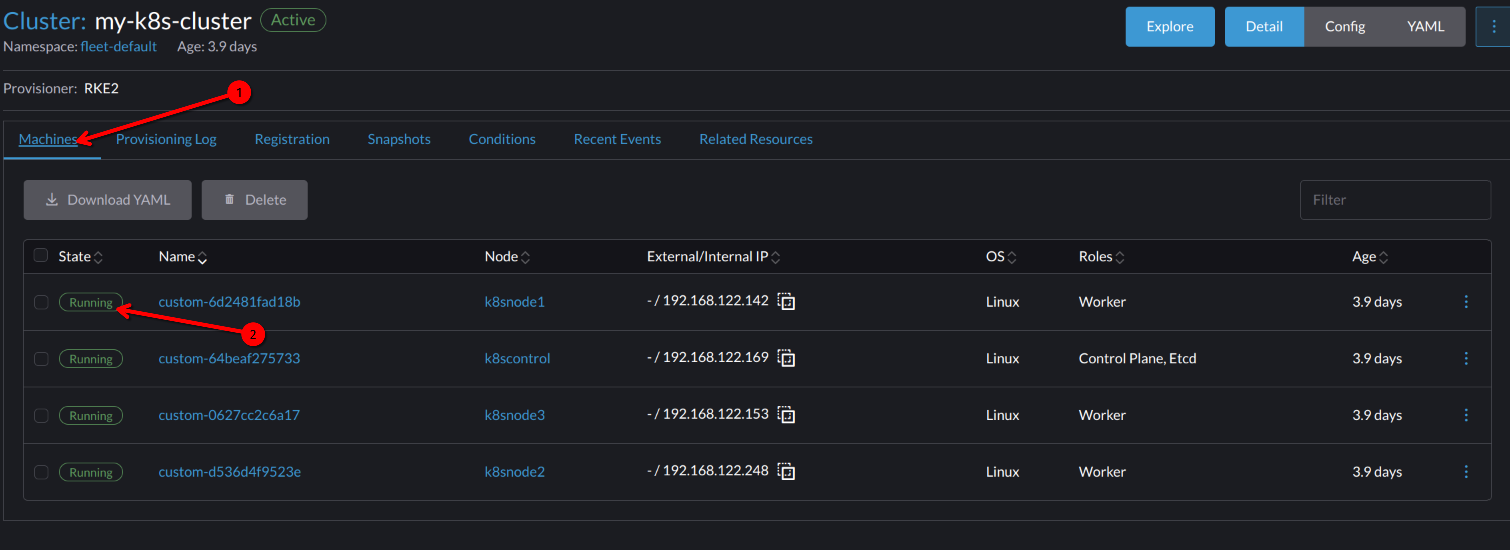 Cluster: my-k8s-cluster Active
Explore Detail Config YAML
Namespace: fleet-default Age: 3.9 days
Provisioner: RKE2
1
Machines Provisioning Log Registration Snapshots Conditions Recent Events Related Resources
Download YAML Delete Filter
State Name Node External/Internal IP OS Roles Age
Running custom-6d2481fad18b k8snode1 - / 192.168.122.142 Linux Worker 3.9 days
2
Running custom-64beaf275733 k8scontrol - / 192.168.122.169 Linux Control Plane, Etcd 3.9 days
Running custom-0627cc2c6a17 k8snode3 - / 192.168.122.153 Linux Worker 3.9 days
Running custom-d536d4f9523e k8snode2 - / 192.168.122.248 Linux Worker 3.9 days